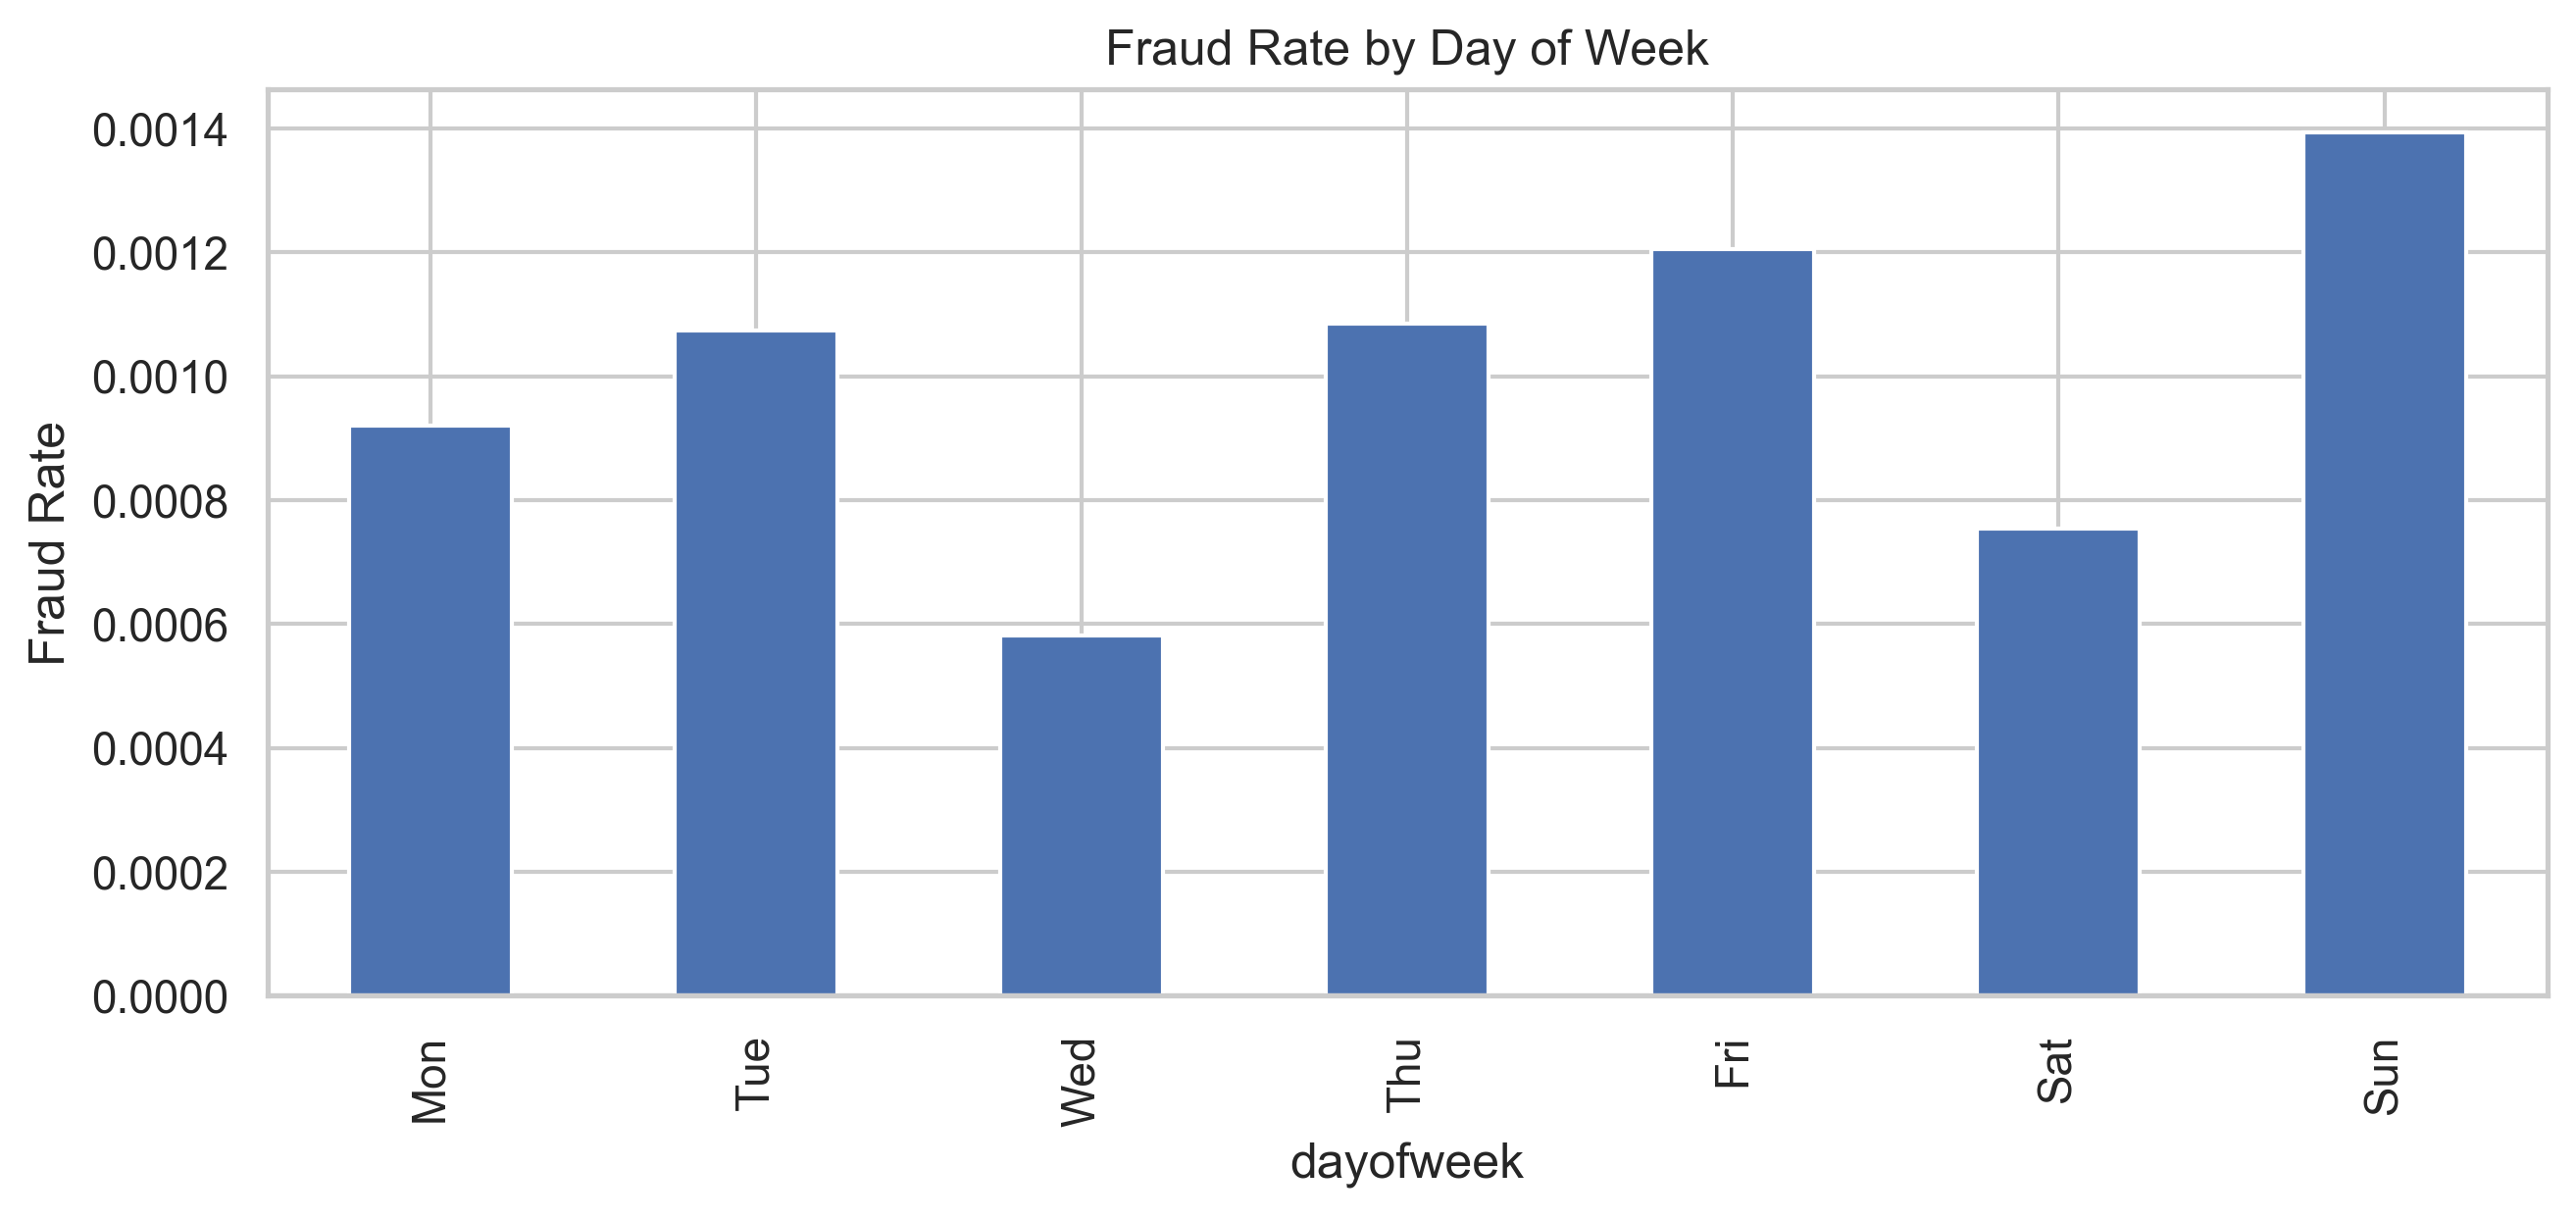 Fraud Rate by Day of Week
0.0014
0.0012
0.0010
0.0008
0.0006
0.0004
0.0002
0.0000
Fraud Rate
Mon
Tue
Wed
Thu
Fri
Sat
Sun
dayofweek